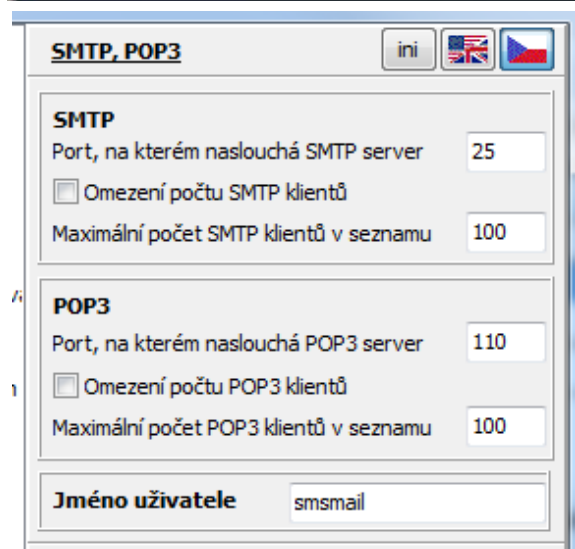 SMTP, POP3 ini
SMTP
Port, na kterém naslouchá SMTP server 25
Omezení počtu SMTP klientů
Maximální počet SMTP klientů v seznamu 100
POP3
Port, na kterém naslouchá POP3 server 110
Omezení počtu POP3 klientů
Maximální počet POP3 klientů v seznamu 100
Jméno uživatele smsmail